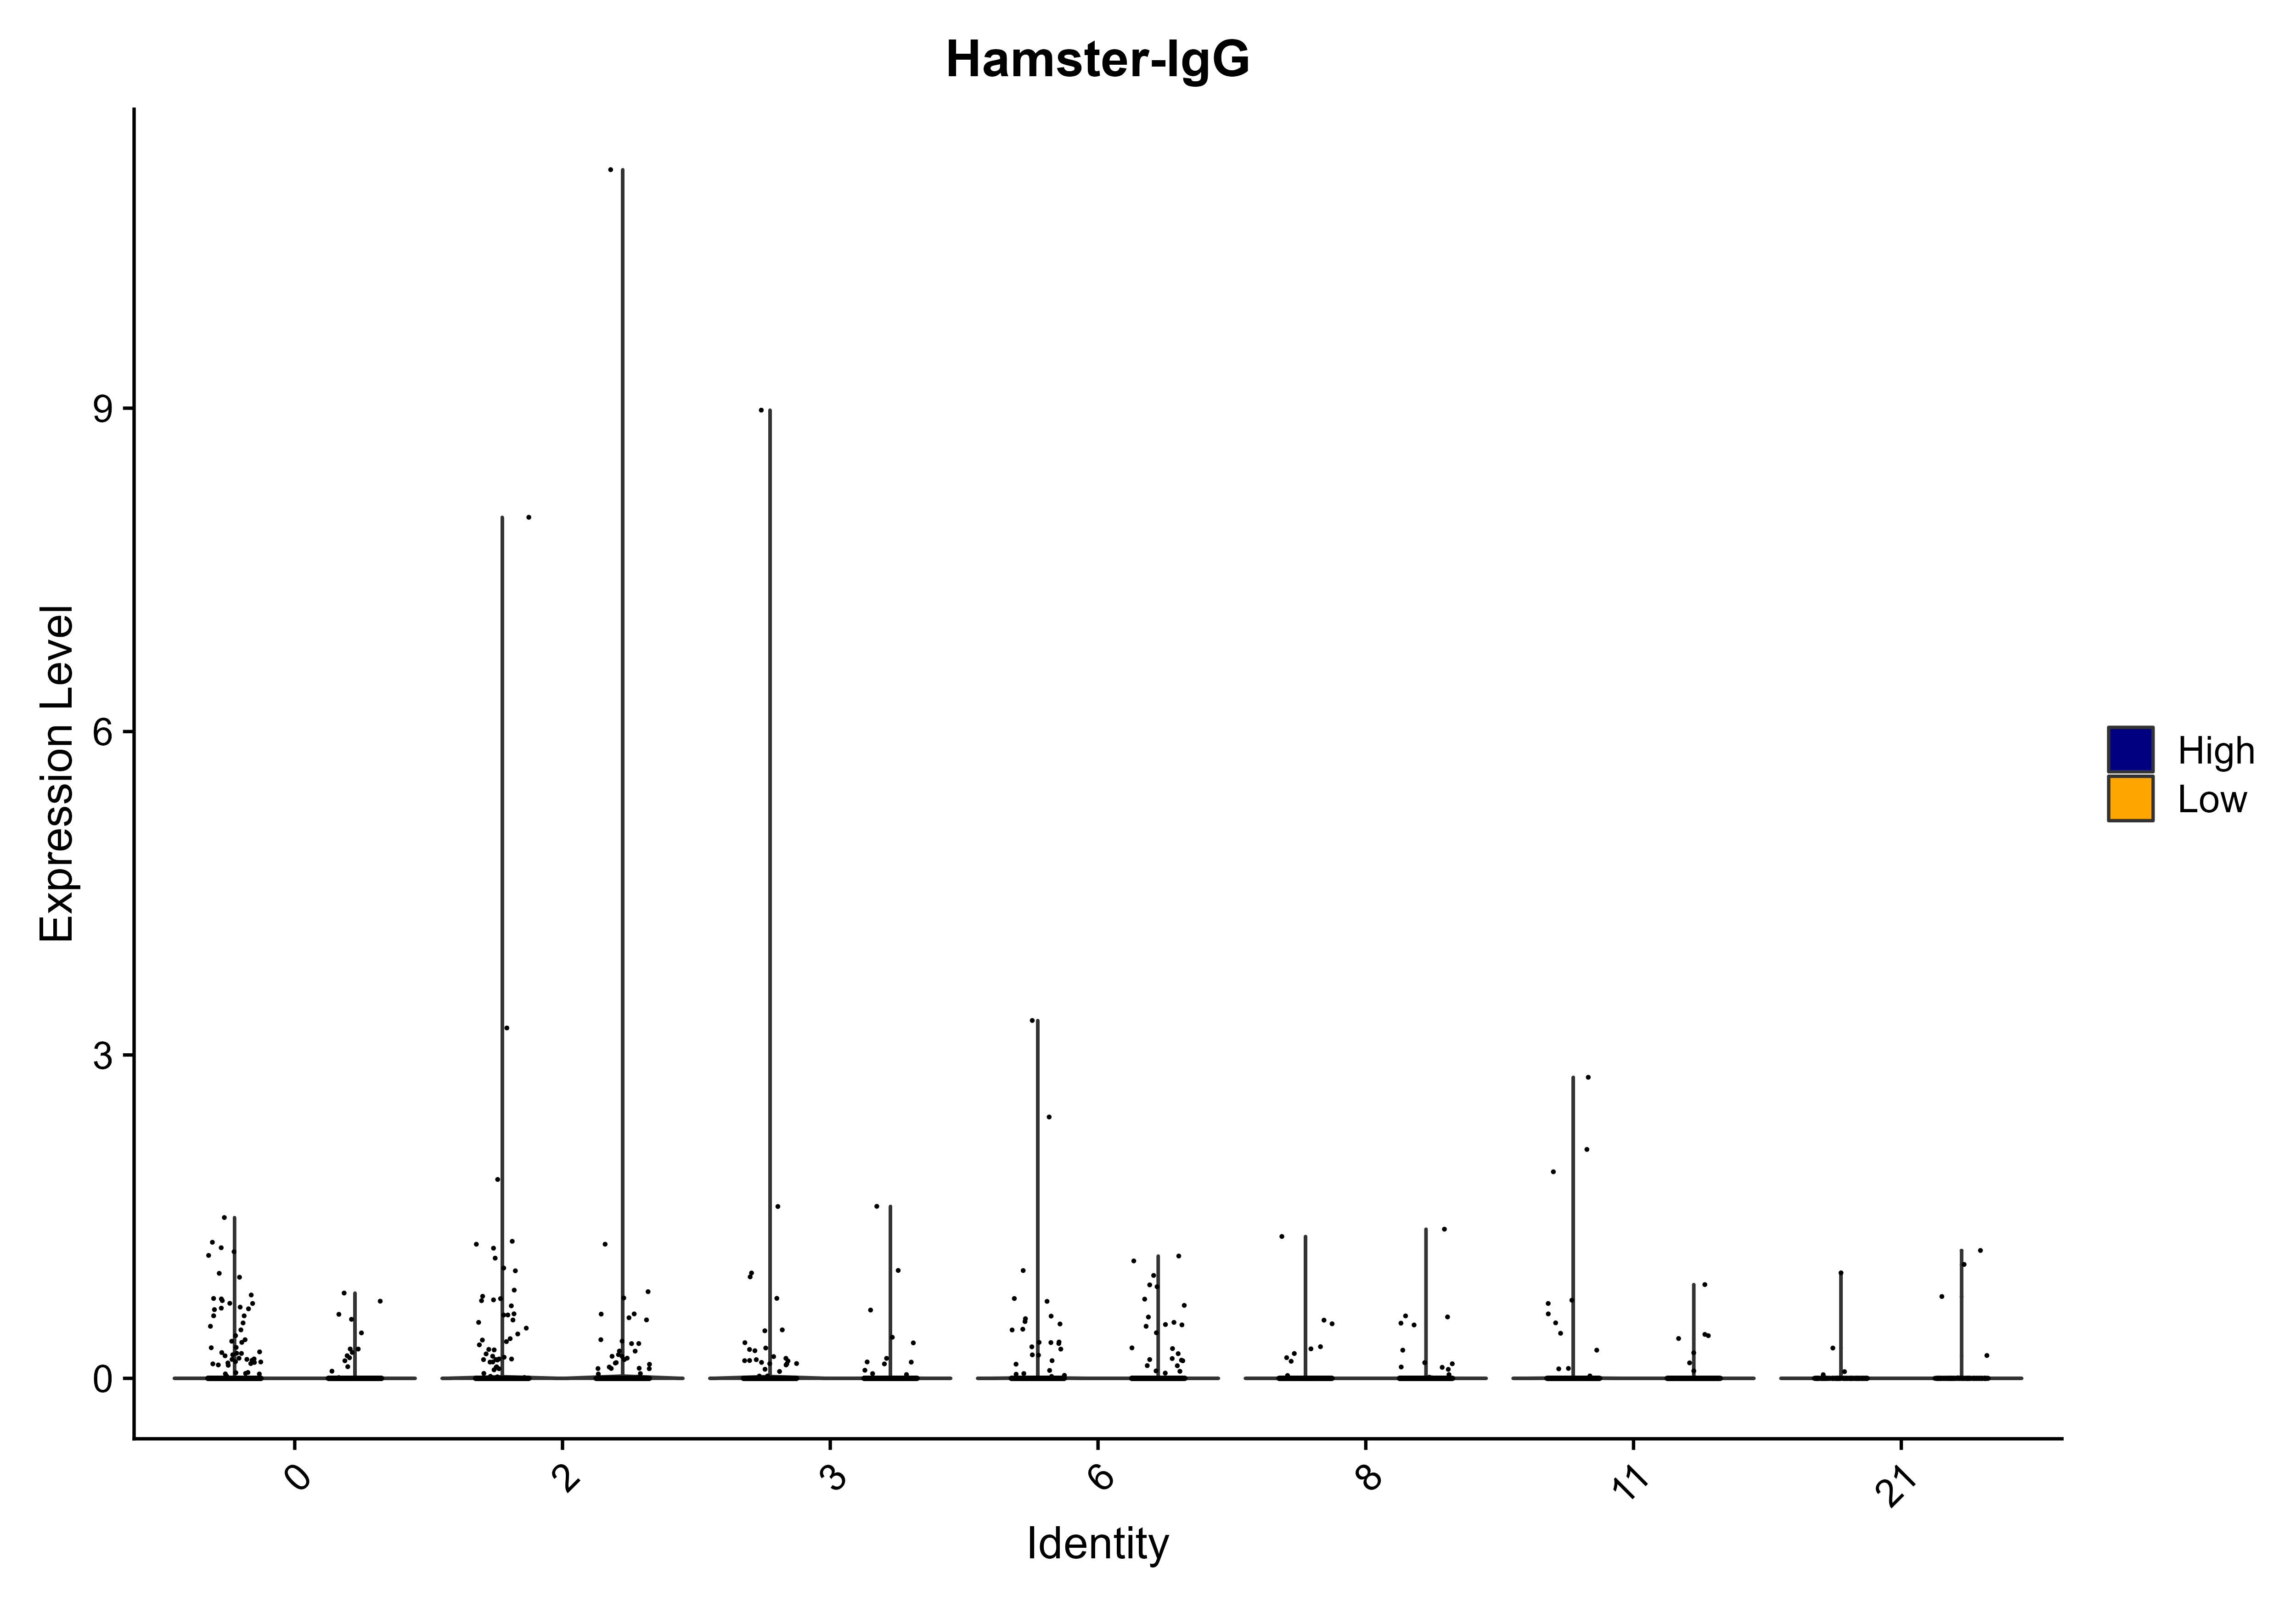 Hamster-IgG
Expression Level
9
6
3
0
0
2
3
6
8
11
21
Identity
High
Low